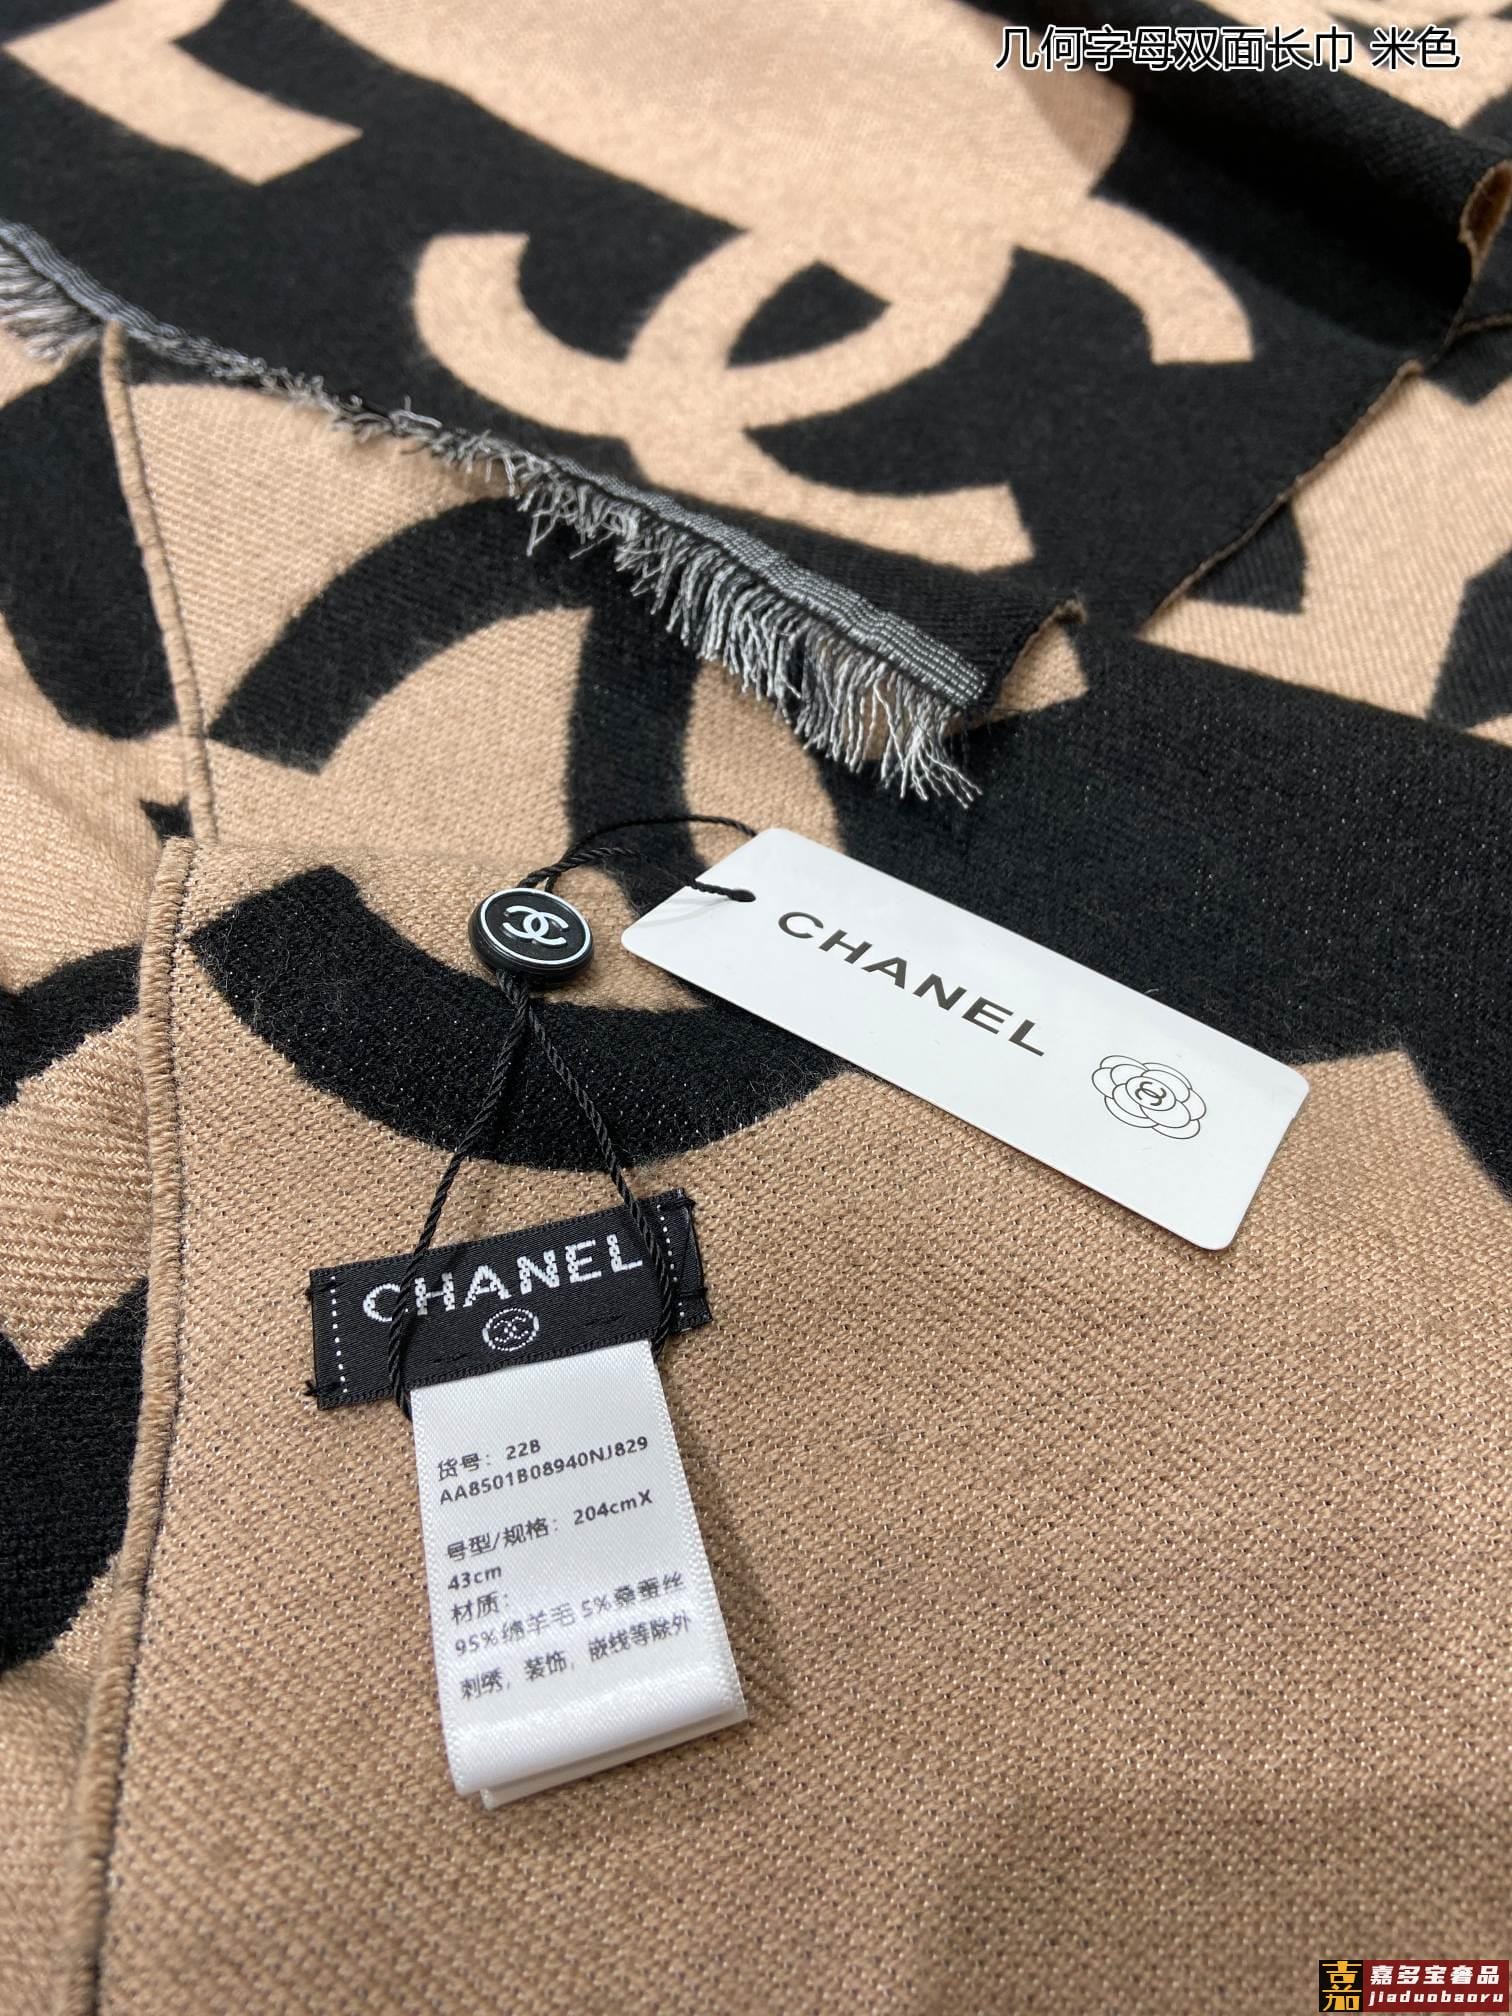 几何字母双面长巾 米色
CHANEL
CHANEL
货号：22B
AA8501B08940NJ829
号型/规格：204cmX
43cm
材质：
95%绵羊毛 5%桑蚕丝
刺绣，装饰，嵌线等除外
吉茄 嘉多宝奢品
jiaduobaoru